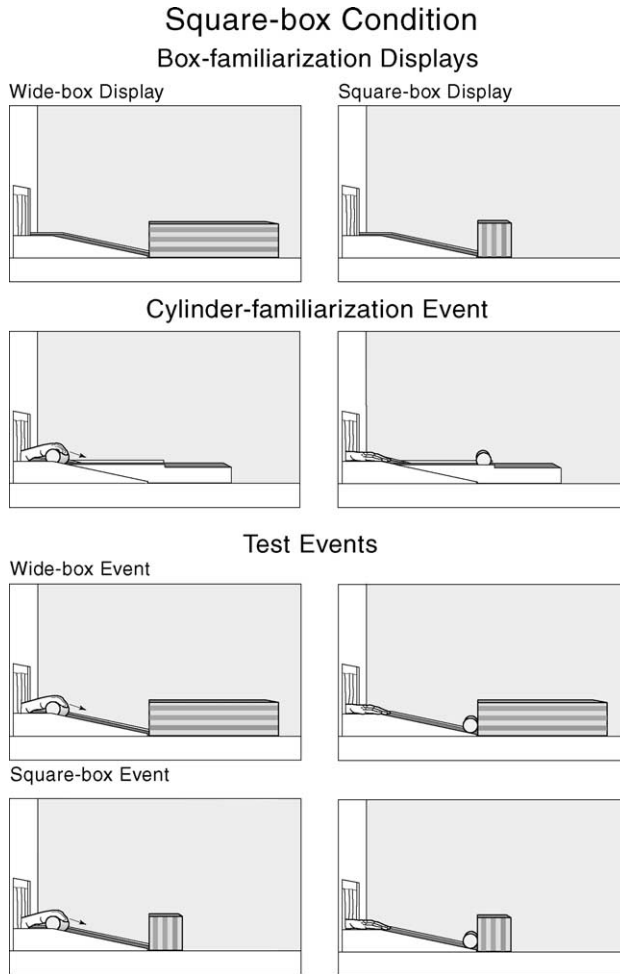 Square-box Condition
Box-familiarization Displays
Wide-box Display
Square-box Display
Cylinder-familiarization Event
Test Events
Wide-box Event
Square-box Event